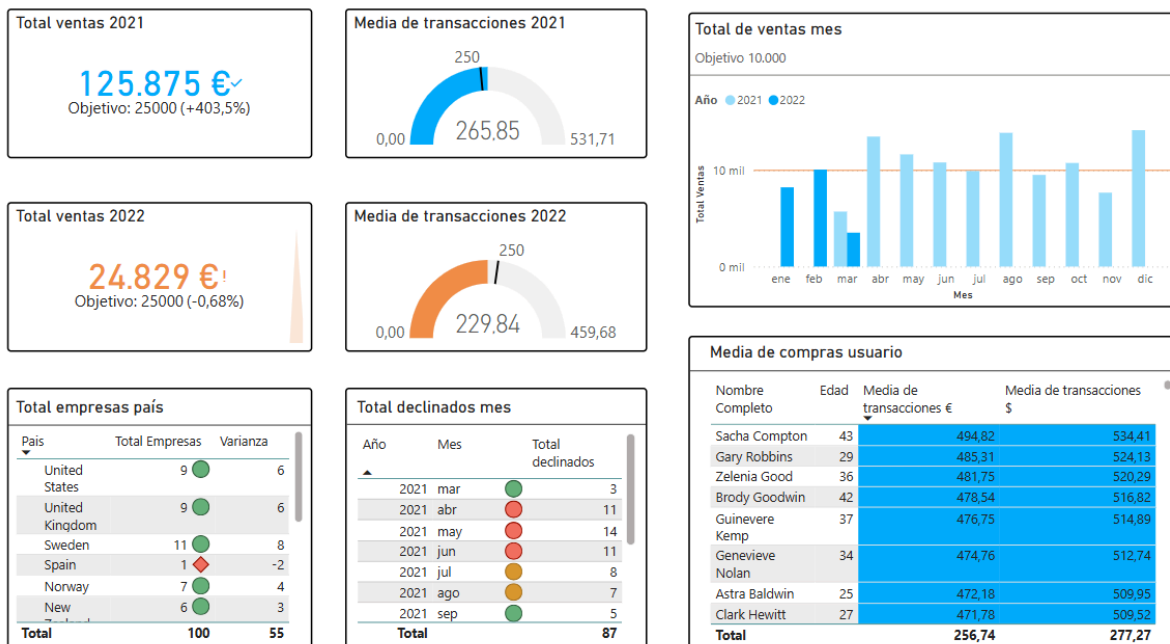 Total ventas 2021
125.875 €
Objetivo: 25000 (+403,5%)
Media de transacciones 2021
250
0,00
265,85
531,71
Total de ventas mes
Objetivo 10.000
Año 2021 2022
Total Ventas
10 mil
0 mil
ene feb mar abr may jun jul ago sep oct nov dic
Mes
Total ventas 2022
24.829 €!
Objetivo: 25000 (-0,68%)
Media de transacciones 2022
250
0,00
229,84
459,68
Total empresas país
Pais Total Empresas Varianza
United States 9 6
United Kingdom 9 6
Sweden 11 8
Spain 1 -2
Norway 7 4
New 6 3
Total 100 55
Total declinados mes
Año Mes Total declinados
2021 mar 3
2021 abr 11
2021 may 14
2021 jun 11
2021 jul 8
2021 ago 7
2021 sep 5
Total 87
Media de compras usuario
Nombre Completo Edad Media de transacciones € Media de transacciones $
Sacha Compton 43 494,82 534,41
Gary Robbins 29 485,31 524,13
Zelenia Good 36 481,75 520,29
Brody Goodwin 42 478,54 516,82
Guinevere Kemp 37 476,75 514,89
Genevieve Nolan 34 474,76 512,74
Astra Baldwin 25 472,18 509,95
Clark Hewitt 27 471,78 509,52
Total 256,74 277,27